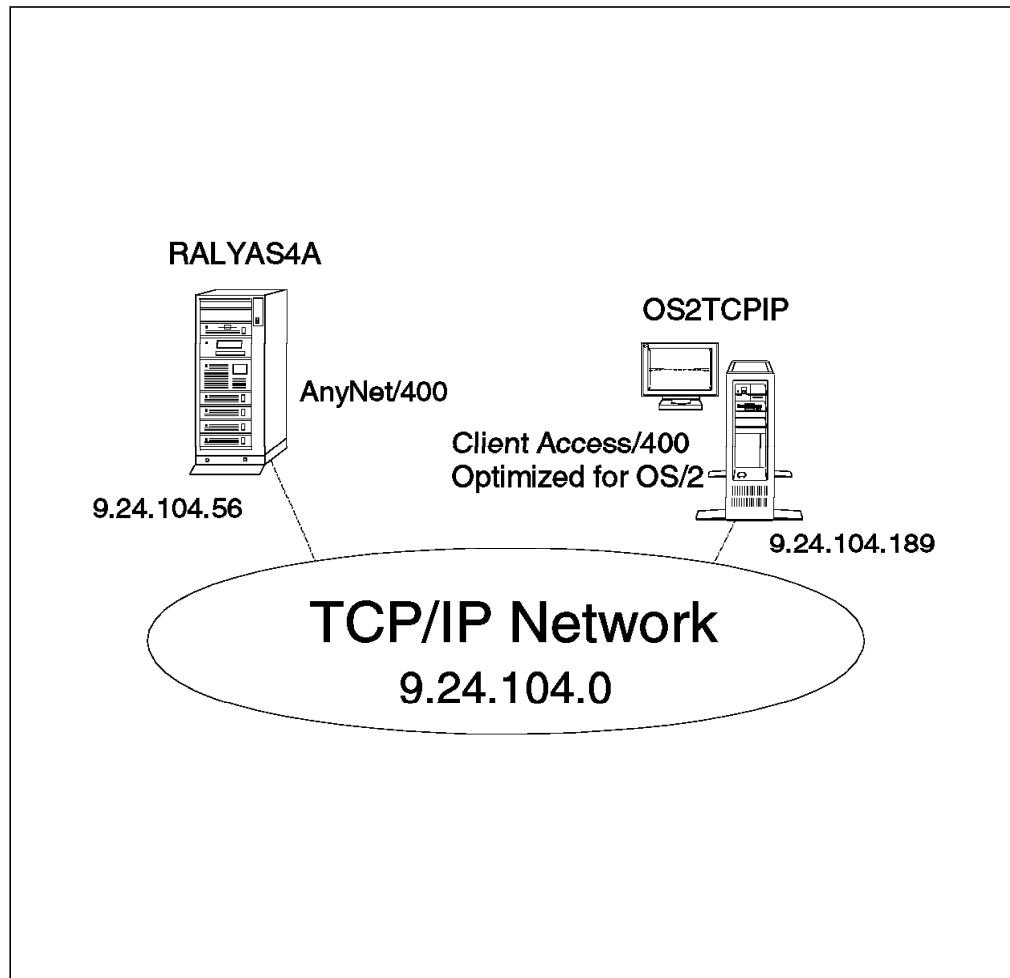 RALYAS4A
OS2TCPIP
AnyNet/400
Client Access/400
Optimized for OS/2
9.24.104.56
9.24.104.189
TCP/IP Network
9.24.104.0